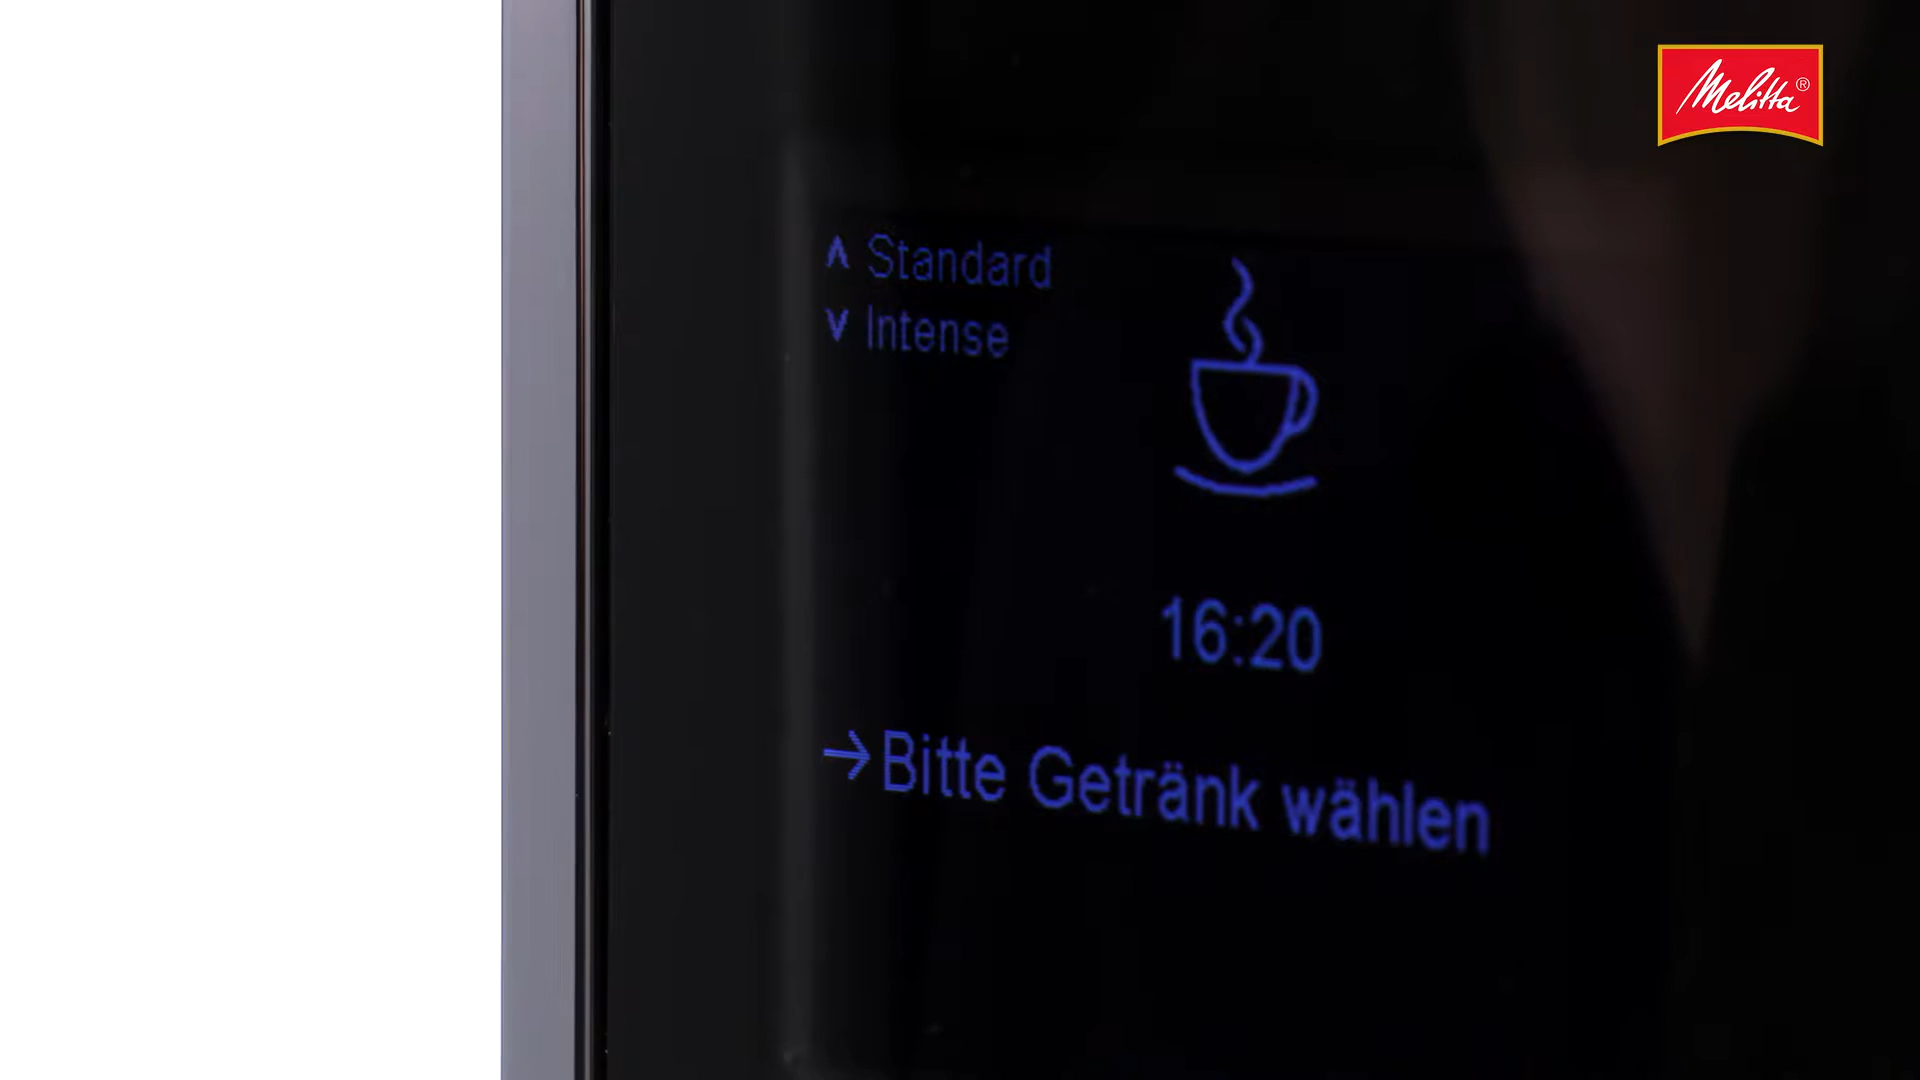 Melitta®
∧ Standard
∨ Intense
16:20
→Bitte Getränk wählen